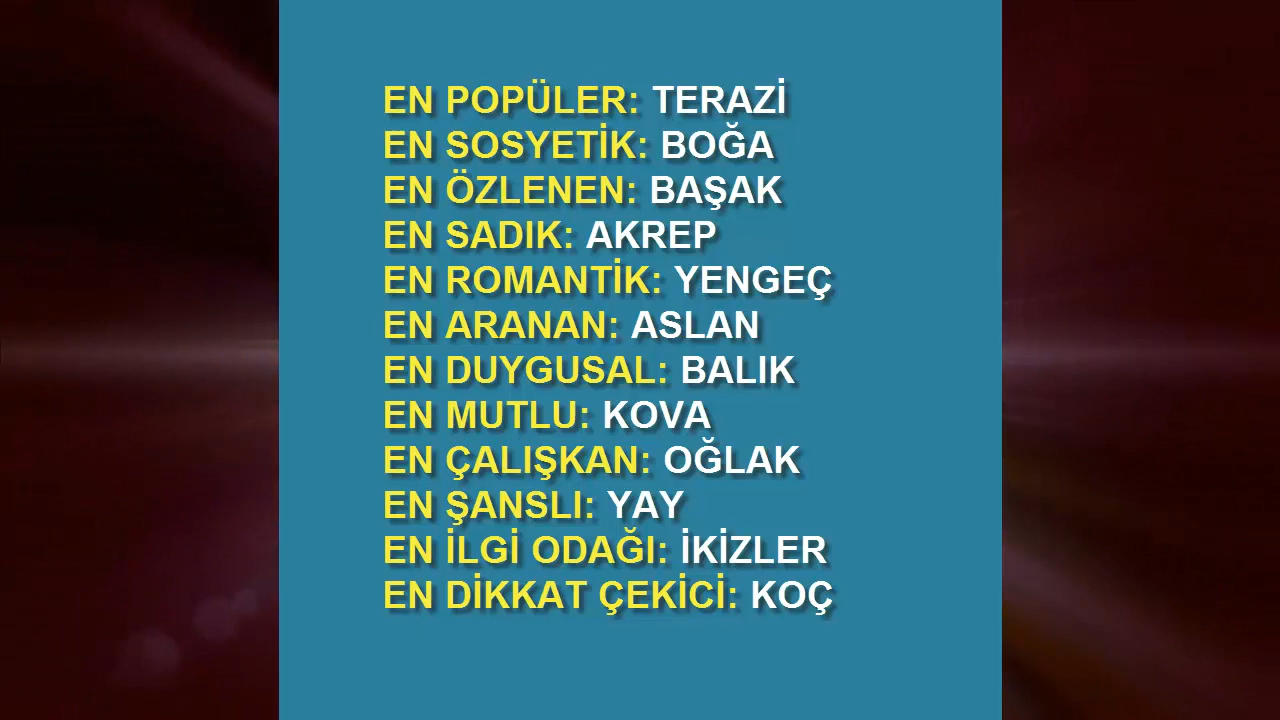 EN POPÜLER: TERAZİ
EN SOSYETİK: BOĞA
EN ÖZLENEN: BAŞAK
EN SADIK: AKREP
EN ROMANTİK: YENGEÇ
EN ARANAN: ASLAN
EN DUYGUSAL: BALIK
EN MUTLU: KOVA
EN ÇALIŞKAN: OĞLAK
EN ŞANSLI: YAY
EN İLGİ ODAĞI: İKİZLER
EN DİKKAT ÇEKİCİ: KOÇ